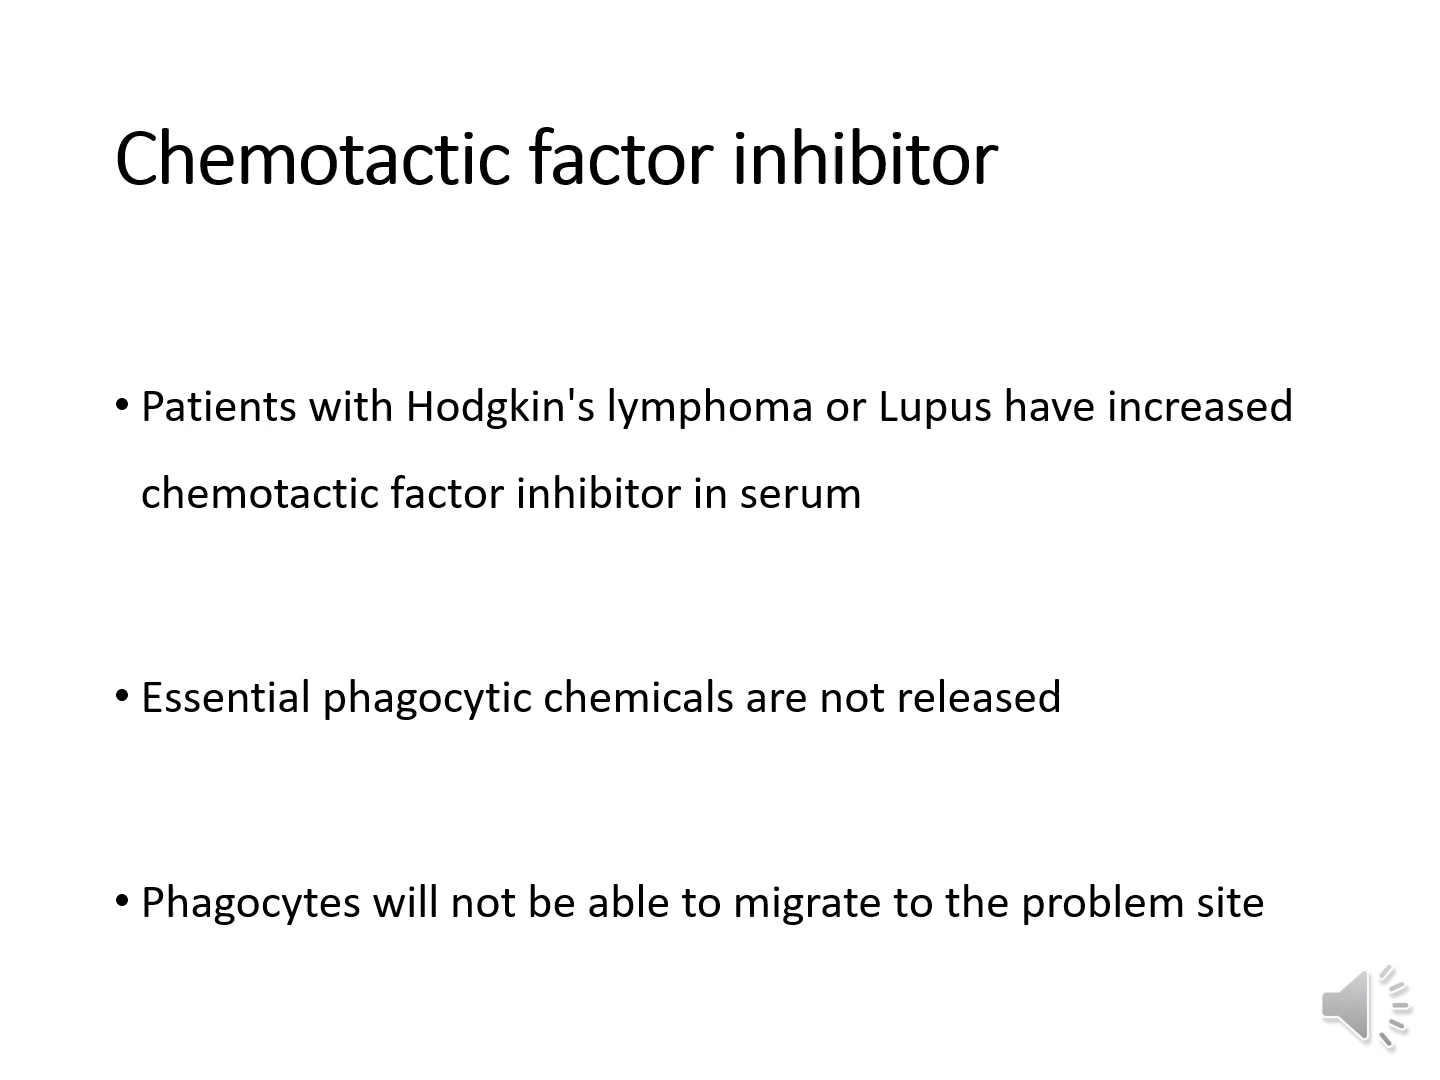 Chemotactic factor inhibitor
• Patients with Hodgkin's lymphoma or Lupus have increased
chemotactic factor inhibitor in serum
• Essential phagocytic chemicals are not released
• Phagocytes will not be able to migrate to the problem site